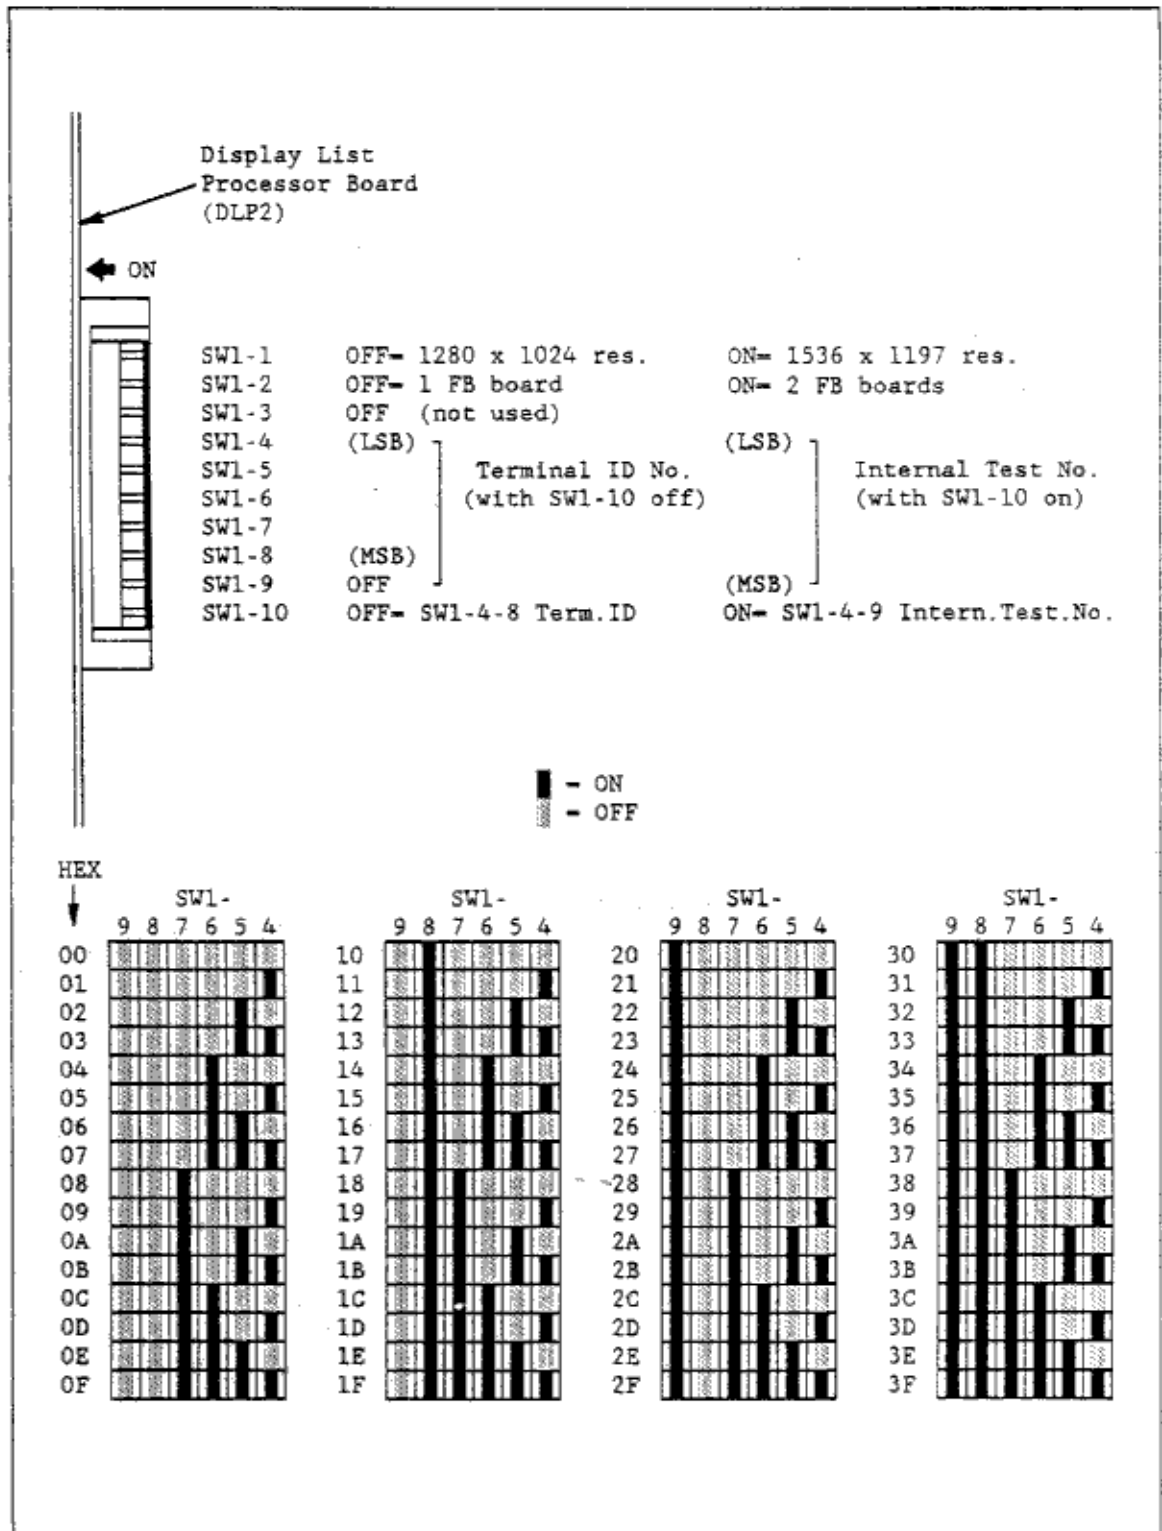 Display List
Processor Board
(DLP2)
ON
SW1-1 OFF= 1280 x 1024 res. ON= 1536 x 1197 res.
SW1-2 OFF= 1 FB board ON= 2 FB boards
SW1-3 OFF (not used)
SW1-4 (LSB) (LSB)
SW1-5 Terminal ID No. Internal Test No.
SW1-6 (with SW1-10 off) (with SW1-10 on)
SW1-7
SW1-8 (MSB)
SW1-9 OFF (MSB)
SW1-10 OFF= SW1-4-8 Term.ID ON= SW1-4-9 Intern.Test.No.
- ON
- OFF
HEX
SW1- SW1- SW1- SW1-
9 8 7 6 5 4 9 8 7 6 5 4 9 8 7 6 5 4 9 8 7 6 5 4
00 10 20 30
01 11 21 31
02 12 22 32
03 13 23 33
04 14 24 34
05 15 25 35
06 16 26 36
07 17 27 37
08 18 28 38
09 19 29 39
0A 1A 2A 3A
0B 1B 2B 3B
0C 1C 2C 3C
0D 1D 2D 3D
0E 1E 2E 3E
0F 1F 2F 3F